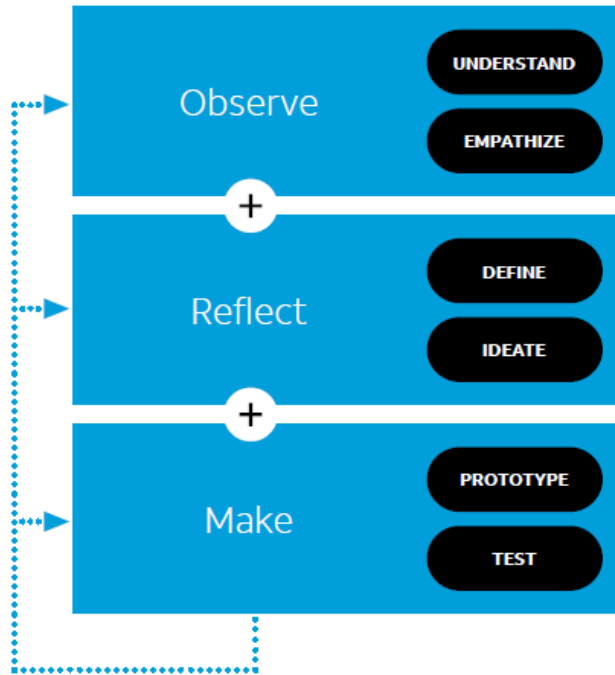 Observe
UNDERSTAND
EMPATHIZE
+
Reflect
DEFINE
IDEATE
+
Make
PROTOTYPE
TEST